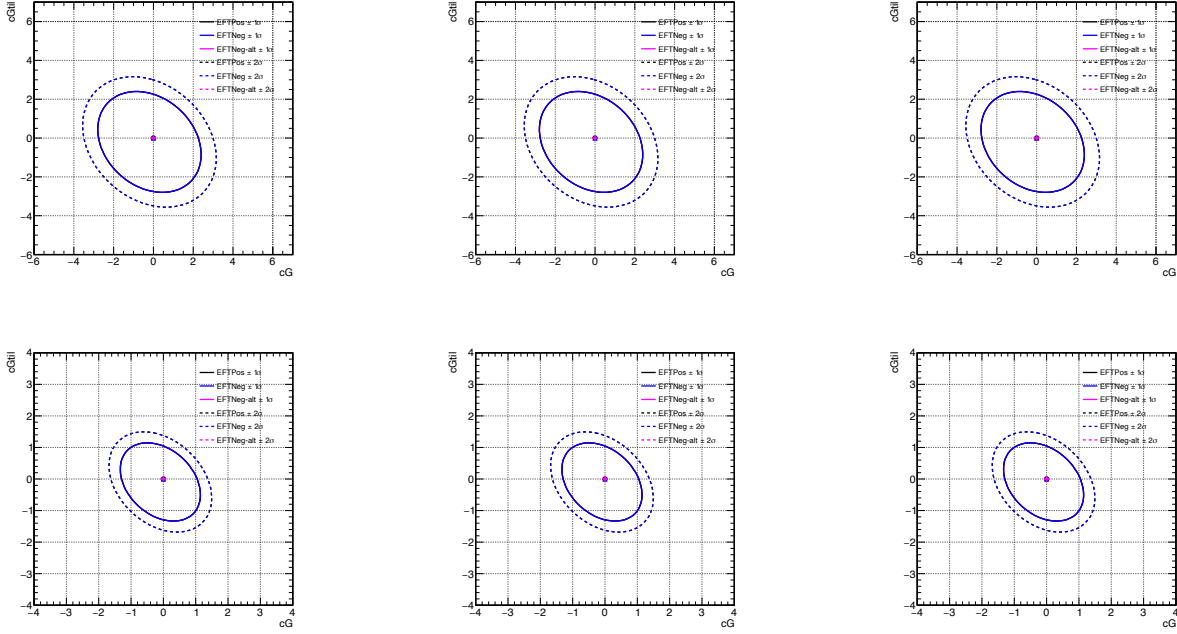 cGtil
6
4
2
0
−2
−4
−6
−6 −4 −2 0 2 4 6
cG
EFTPos ± 1σ
EFTNeg ± 1σ
EFTNeg-alt ± 1σ
EFTPos ± 2σ
EFTNeg ± 2σ
EFTNeg-alt ± 2σ
cGtil
6
4
2
0
−2
−4
−6
−6 −4 −2 0 2 4 6
cG
EFTPos ± 1σ
EFTNeg ± 1σ
EFTNeg-alt ± 1σ
EFTPos ± 2σ
EFTNeg ± 2σ
EFTNeg-alt ± 2σ
cGtil
6
4
2
0
−2
−4
−6
−6 −4 −2 0 2 4 6
cG
EFTPos ± 1σ
EFTNeg ± 1σ
EFTNeg-alt ± 1σ
EFTPos ± 2σ
EFTNeg ± 2σ
EFTNeg-alt ± 2σ
cGtil
4
3
2
1
0
−1
−2
−3
−4
−4 −3 −2 −1 0 1 2 3 4
cG
EFTPos ± 1σ
EFTNeg ± 1σ
EFTNeg-alt ± 1σ
EFTPos ± 2σ
EFTNeg ± 2σ
EFTNeg-alt ± 2σ
cGtil
4
3
2
1
0
−1
−2
−3
−4
−4 −3 −2 −1 0 1 2 3 4
cG
EFTPos ± 1σ
EFTNeg ± 1σ
EFTNeg-alt ± 1σ
EFTPos ± 2σ
EFTNeg ± 2σ
EFTNeg-alt ± 2σ
cGtil
4
3
2
1
0
−1
−2
−3
−4
−4 −3 −2 −1 0 1 2 3 4
cG
EFTPos ± 1σ
EFTNeg ± 1σ
EFTNeg-alt ± 1σ
EFTPos ± 2σ
EFTNeg ± 2σ
EFTNeg-alt ± 2σ